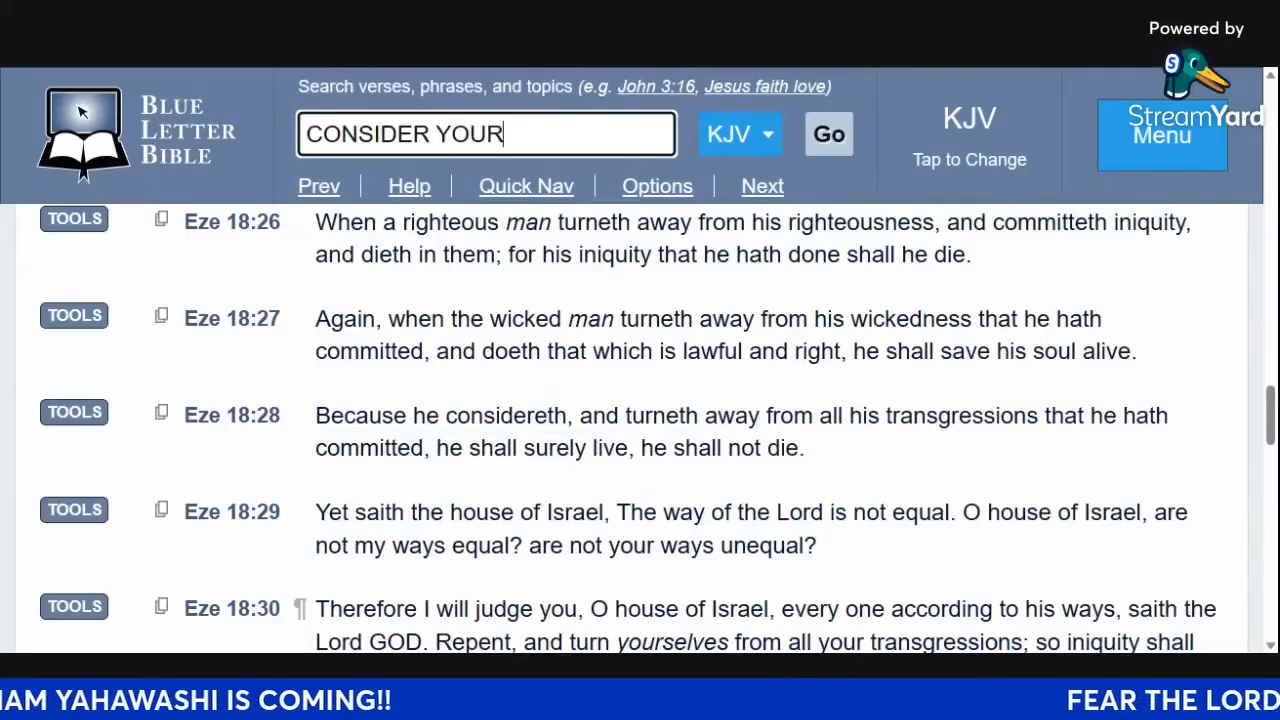 Powered by
StreamYard
BLUE
LETTER
BIBLE
Search verses, phrases, and topics (e.g. John 3:16, Jesus faith love)
CONSIDER YOUR
KJV
Go
Prev
Help
Quick Nav
Options
Next
KJV
Tap to Change
Menu
TOOLS Eze 18:26 When a righteous man turneth away from his righteousness, and committeth iniquity,
and dieth in them; for his iniquity that he hath done shall he die.
TOOLS Eze 18:27 Again, when the wicked man turneth away from his wickedness that he hath
committed, and doeth that which is lawful and right, he shall save his soul alive.
TOOLS Eze 18:28 Because he considereth, and turneth away from all his transgressions that he hath
committed, he shall surely live, he shall not die.
TOOLS Eze 18:29 Yet saith the house of Israel, The way of the Lord is not equal. O house of Israel, are
not my ways equal? are not your ways unequal?
TOOLS Eze 18:30 ¶ Therefore I will judge you, O house of Israel, every one according to his ways, saith the
Lord GOD. Repent, and turn yourselves from all your transgressions; so iniquity shall
HAM YAHAWASHI IS COMING!! FEAR THE LORD